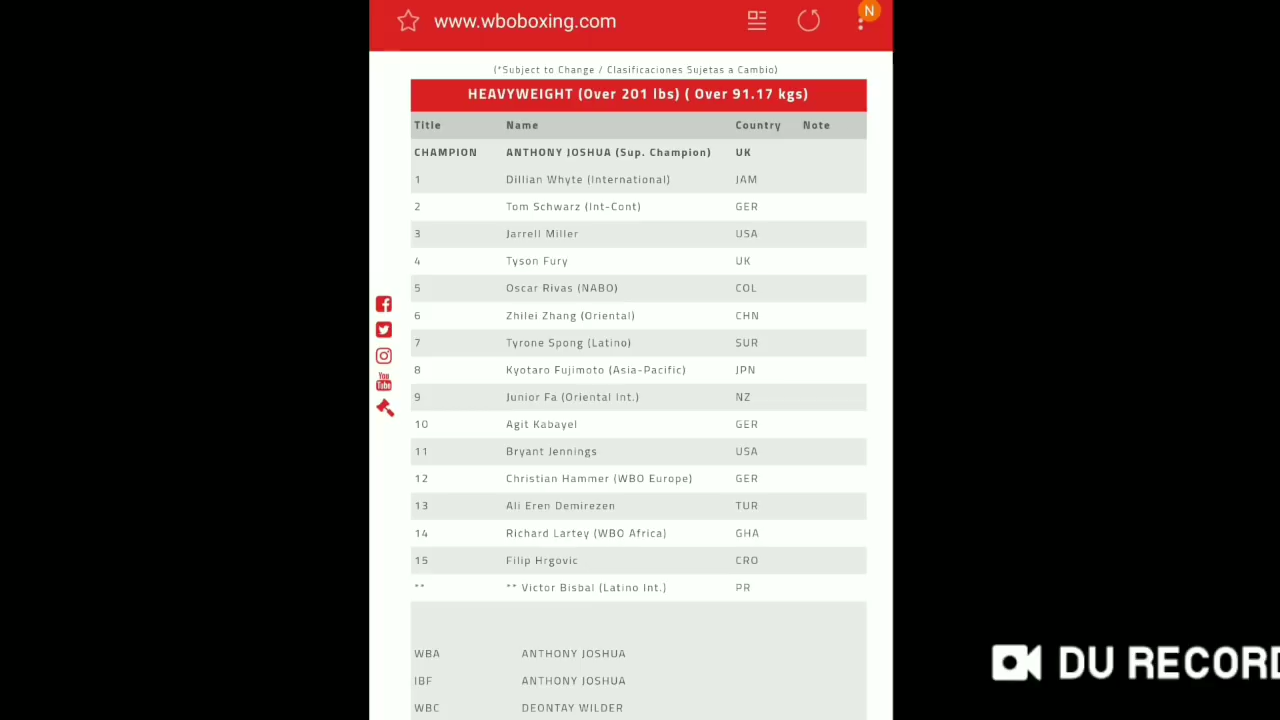 www.wboboxing.com
N
(*Subject to Change / Clasificaciones Sujetas a Cambio)
HEAVYWEIGHT (Over 201 lbs) ( Over 91.17 kgs)
Title Name Country Note
CHAMPION ANTHONY JOSHUA (Sup. Champion) UK
1 Dillian Whyte (International) JAM
2 Tom Schwarz (Int-Cont) GER
3 Jarrell Miller USA
4 Tyson Fury UK
5 Oscar Rivas (NABO) COL
6 Zhilei Zhang (Oriental) CHN
7 Tyrone Spong (Latino) SUR
8 Kyotaro Fujimoto (Asia-Pacific) JPN
9 Junior Fa (Oriental Int.) NZ
10 Agit Kabayel GER
11 Bryant Jennings USA
12 Christian Hammer (WBO Europe) GER
13 Ali Eren Demirezen TUR
14 Richard Lartey (WBO Africa) GHA
15 Filip Hrgovic CRO
** ** Victor Bisbal (Latino Int.) PR
WBA ANTHONY JOSHUA
IBF ANTHONY JOSHUA
WBC DEONTAY WILDER
You
Tube
DU RECORD